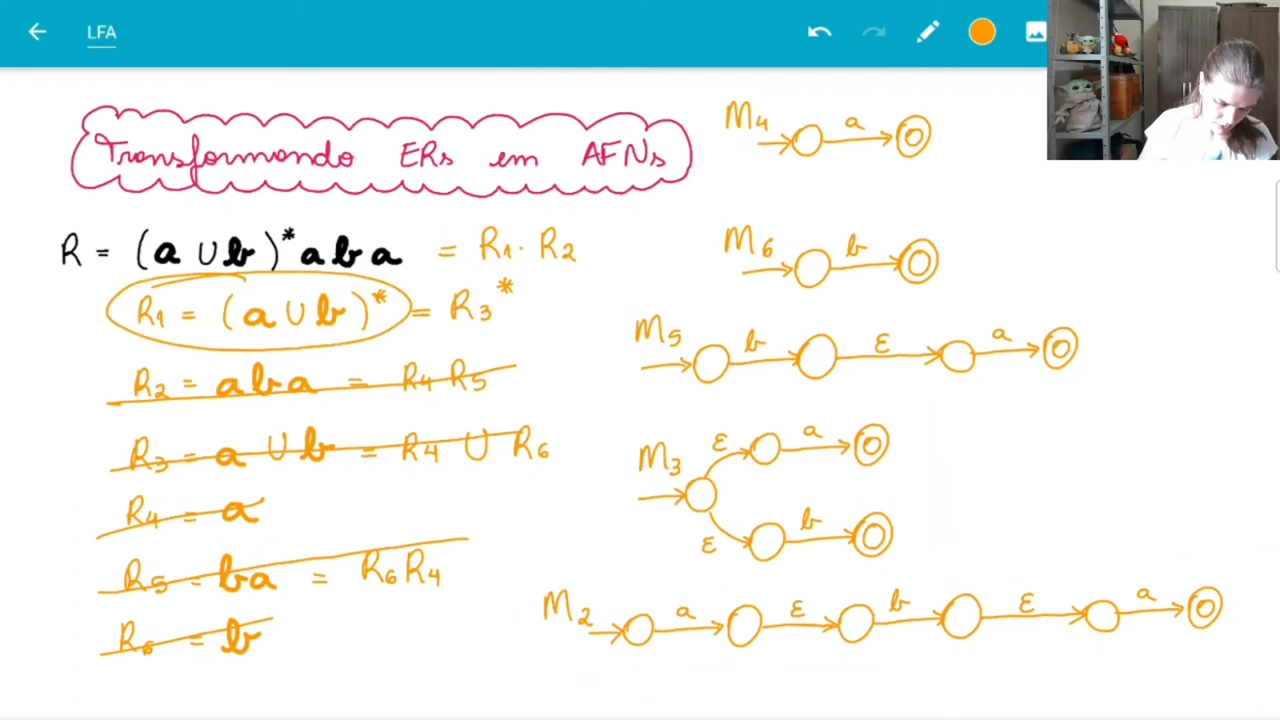 LFA
Transformando ERs em AFNs
R = (a ∪ b)* a b a = R1 · R2
R1 = (a ∪ b)* = R3*
R2 = a b a = R4 R5
R3 = a ∪ b = R4 ∪ R6
R4 = a
R5 = ba = R6 R4
R6 = b
M4 a
M6 b
M5 b ε a
M3 ε a
ε b
M2 a ε b ε a